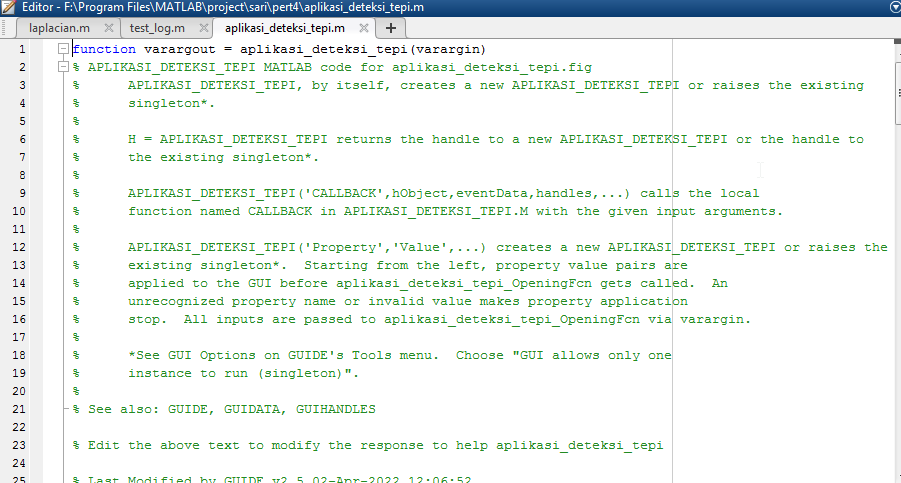 Editor - F:\Program Files\MATLAB\project\sari\pert4\aplikasi_deteksi_tepi.m
laplacian.m × test_log.m × aplikasi_deteksi_tepi.m × +
1 function varargout = aplikasi_deteksi_tepi(varargin)
2 % APLIKASI_DETEKSI_TEPI MATLAB code for aplikasi_deteksi_tepi.fig
3 % APLIKASI_DETEKSI_TEPI, by itself, creates a new APLIKASI_DETEKSI_TEPI or raises the existing
4 % singleton*.
5 %
6 % H = APLIKASI_DETEKSI_TEPI returns the handle to a new APLIKASI_DETEKSI_TEPI or the handle to
7 % the existing singleton*.
8 %
9 % APLIKASI_DETEKSI_TEPI('CALLBACK',hObject,eventData,handles,...) calls the local
10 % function named CALLBACK in APLIKASI_DETEKSI_TEPI.M with the given input arguments.
11 %
12 % APLIKASI_DETEKSI_TEPI('Property','Value',...) creates a new APLIKASI_DETEKSI_TEPI or raises the
13 % existing singleton*. Starting from the left, property value pairs are
14 % applied to the GUI before aplikasi_deteksi_tepi_OpeningFcn gets called. An
15 % unrecognized property name or invalid value makes property application
16 % stop. All inputs are passed to aplikasi_deteksi_tepi_OpeningFcn via varargin.
17 %
18 % *See GUI Options on GUIDE's Tools menu. Choose "GUI allows only one
19 % instance to run (singleton)".
20 %
21 % See also: GUIDE, GUIDATA, GUIHANDLES
22
23 % Edit the above text to modify the response to help aplikasi_deteksi_tepi
24
25 % Last Modified by GUIDE v2.5 02-Apr-2022 12:06:52